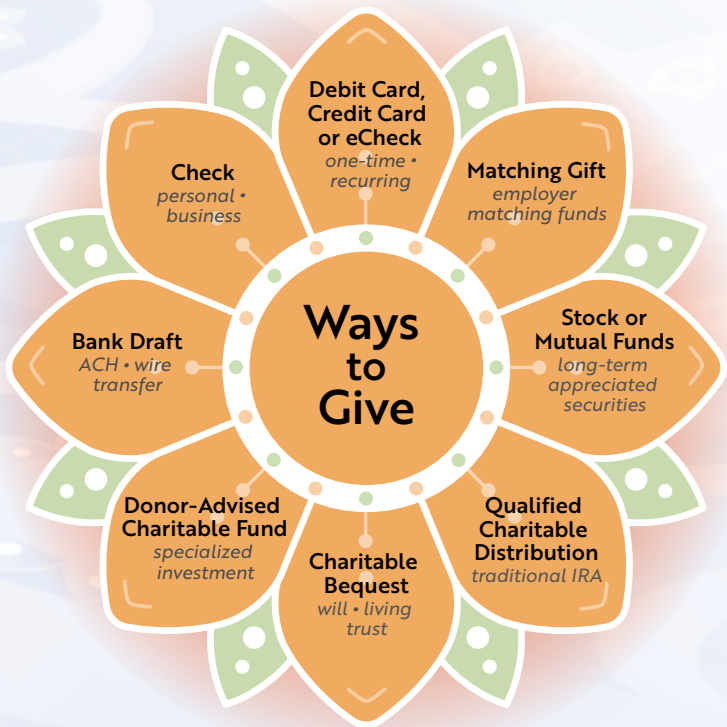 Ways
to
Give
Debit Card,
Credit Card
or eCheck
one-time •
recurring
Matching Gift
employer
matching funds
Stock or
Mutual Funds
long-term
appreciated
securities
Qualified
Charitable
Distribution
traditional IRA
Charitable
Bequest
will • living
trust
Donor-Advised
Charitable Fund
specialized
investment
Bank Draft
ACH • wire
transfer
Check
personal •
business